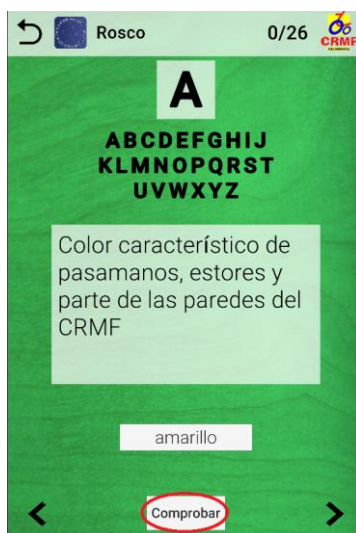 Rosco
0/26
CRMF
SALAMANCA
A
ABCDEFGHIJ
KLMNOPQRST
UVWXYZ
Color característico de
pasamanos, estores y
parte de las paredes del
CRMF
amarillo
Comprobar